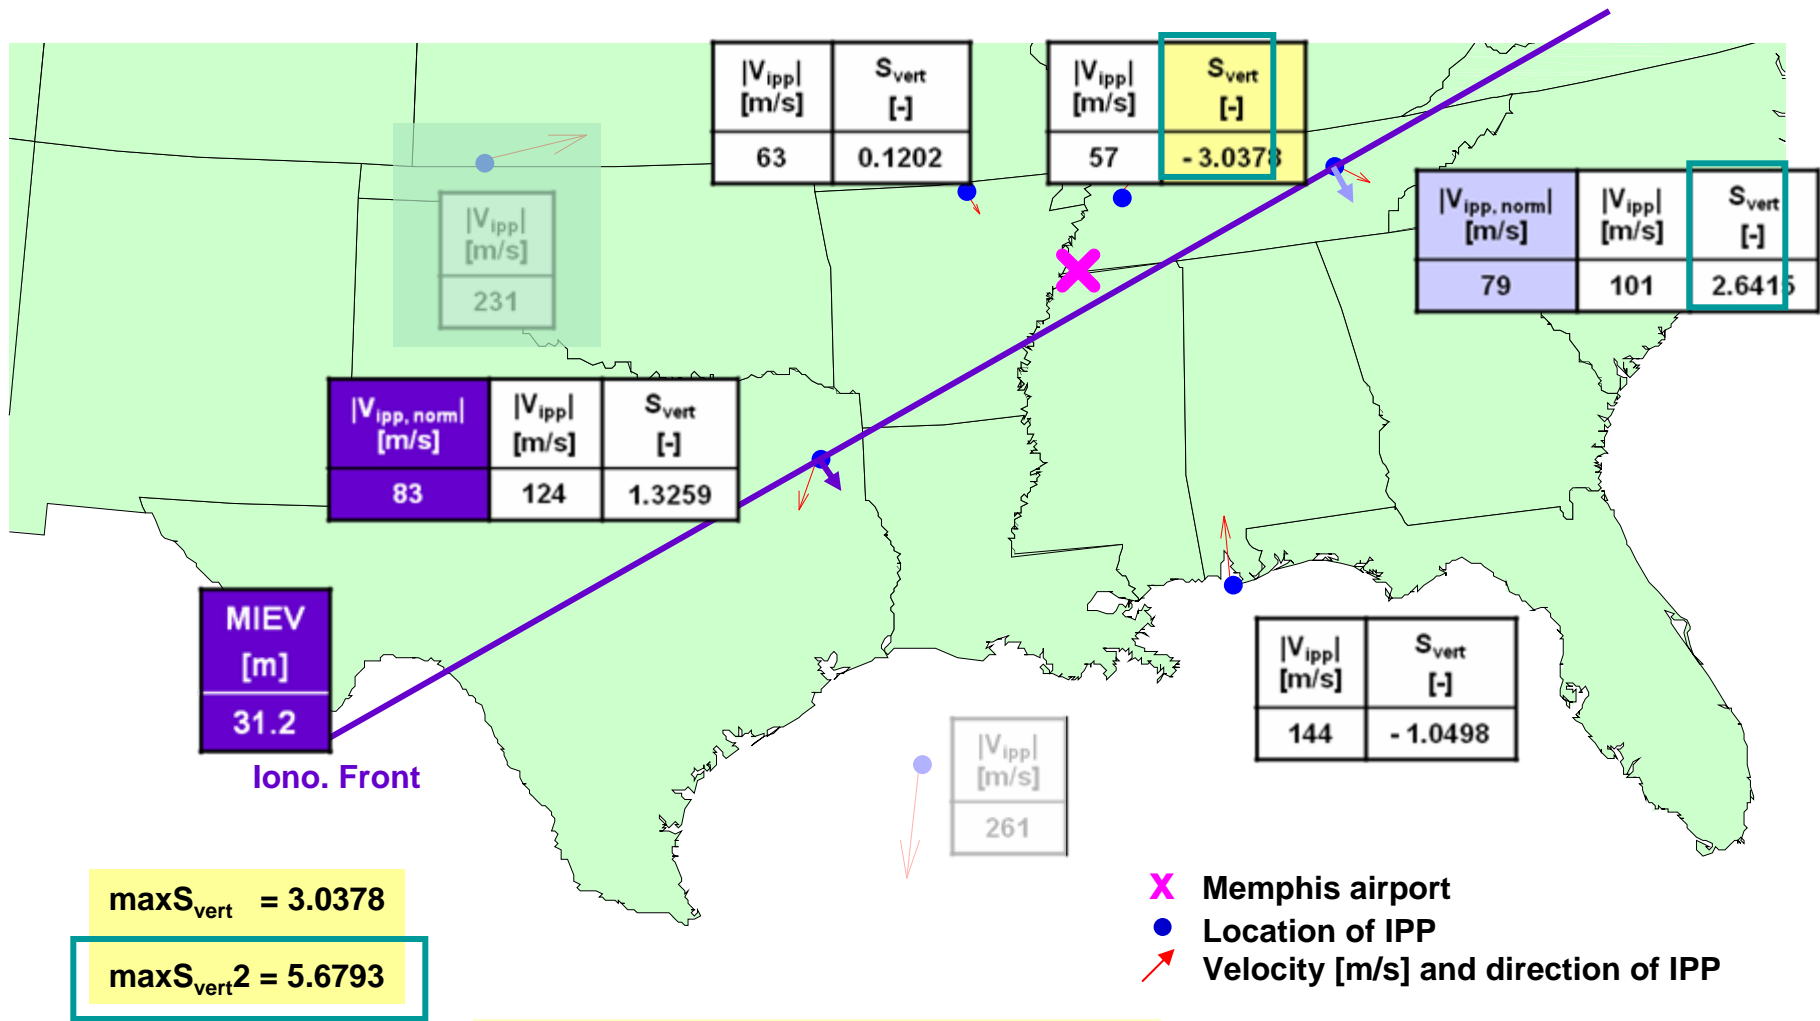 |Vipp| [m/s] Svert [-]
63 0.1202
|Vipp| [m/s] Svert [-]
57 - 3.0378
|Vipp, norm| [m/s] |Vipp| [m/s] Svert [-]
79 101 2.6415
|Vipp| [m/s]
231
|Vipp, norm| [m/s] |Vipp| [m/s] Svert [-]
83 124 1.3259
MIEV
[m]
31.2
Iono. Front
|Vipp| [m/s] Svert [-]
144 - 1.0498
|Vipp| [m/s]
261
maxSvert = 3.0378
maxSvert2 = 5.6793
Memphis airport
Location of IPP
Velocity [m/s] and direction of IPP